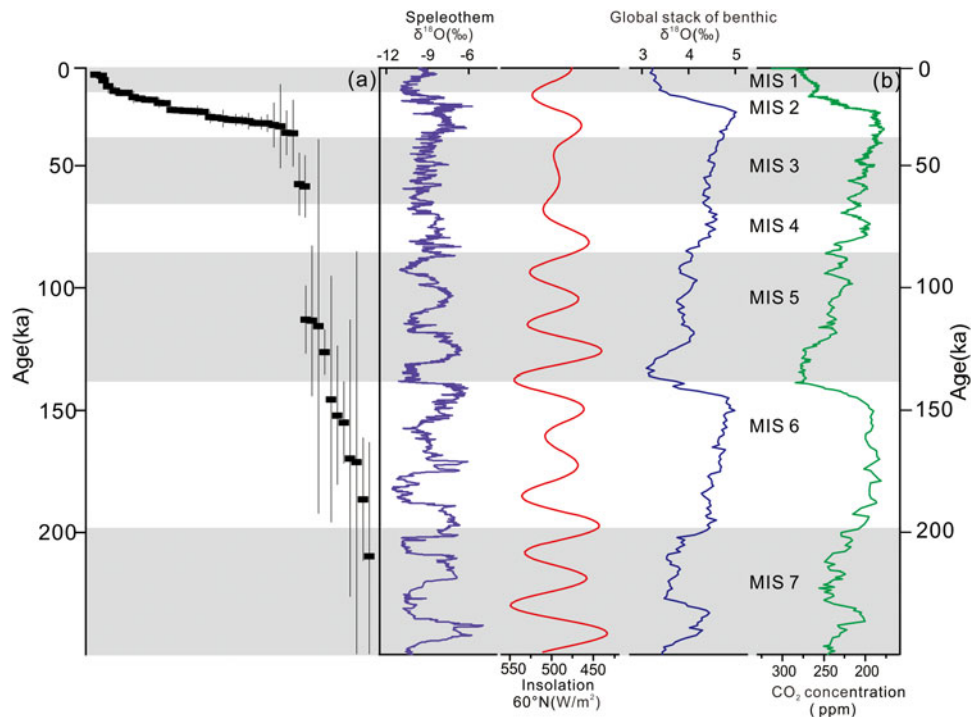 Speleothem
δ¹⁸O(‰)
-12 -9 -6
Global stack of benthic
δ¹⁸O(‰)
3 4 5
(a)
(b)
0
50
100
150
200
Age(ka)
MIS 1
MIS 2
MIS 3
MIS 4
MIS 5
MIS 6
MIS 7
0
50
100
150
200
Age(ka)
550 500 450
Insolation
60°N(W/m²)
300 250 200
CO₂ concentration
( ppm)